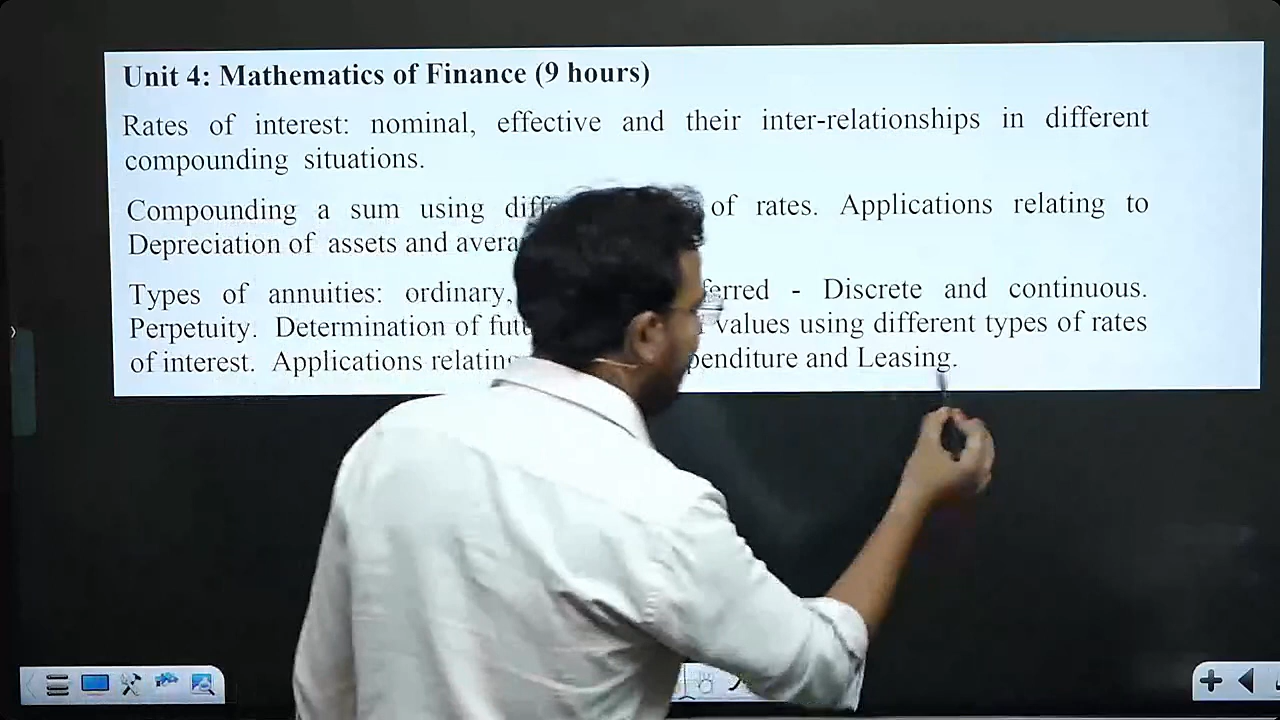 Unit 4: Mathematics of Finance (9 hours)
Rates of interest: nominal, effective and their inter-relationships in different
compounding situations.
Compounding a sum using of rates. Applications relating to
Depreciation of assets and
Types of annuities: ordinary, - Discrete and continuous.
Perpetuity. Determination of values using different types of rates
of interest. Applications and Leasing.